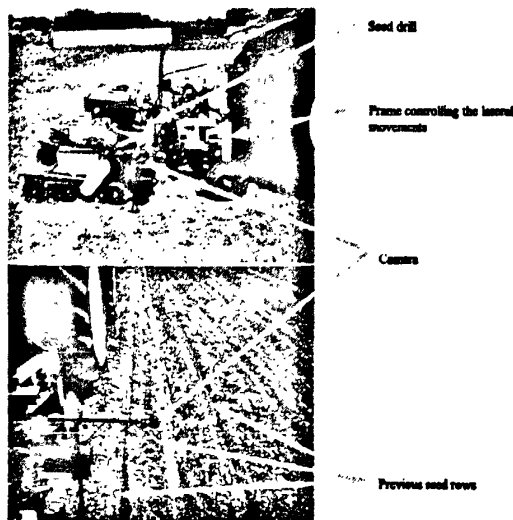 Seed drill
Frame controlling the lateral
movements
Camera
Previous seed rows